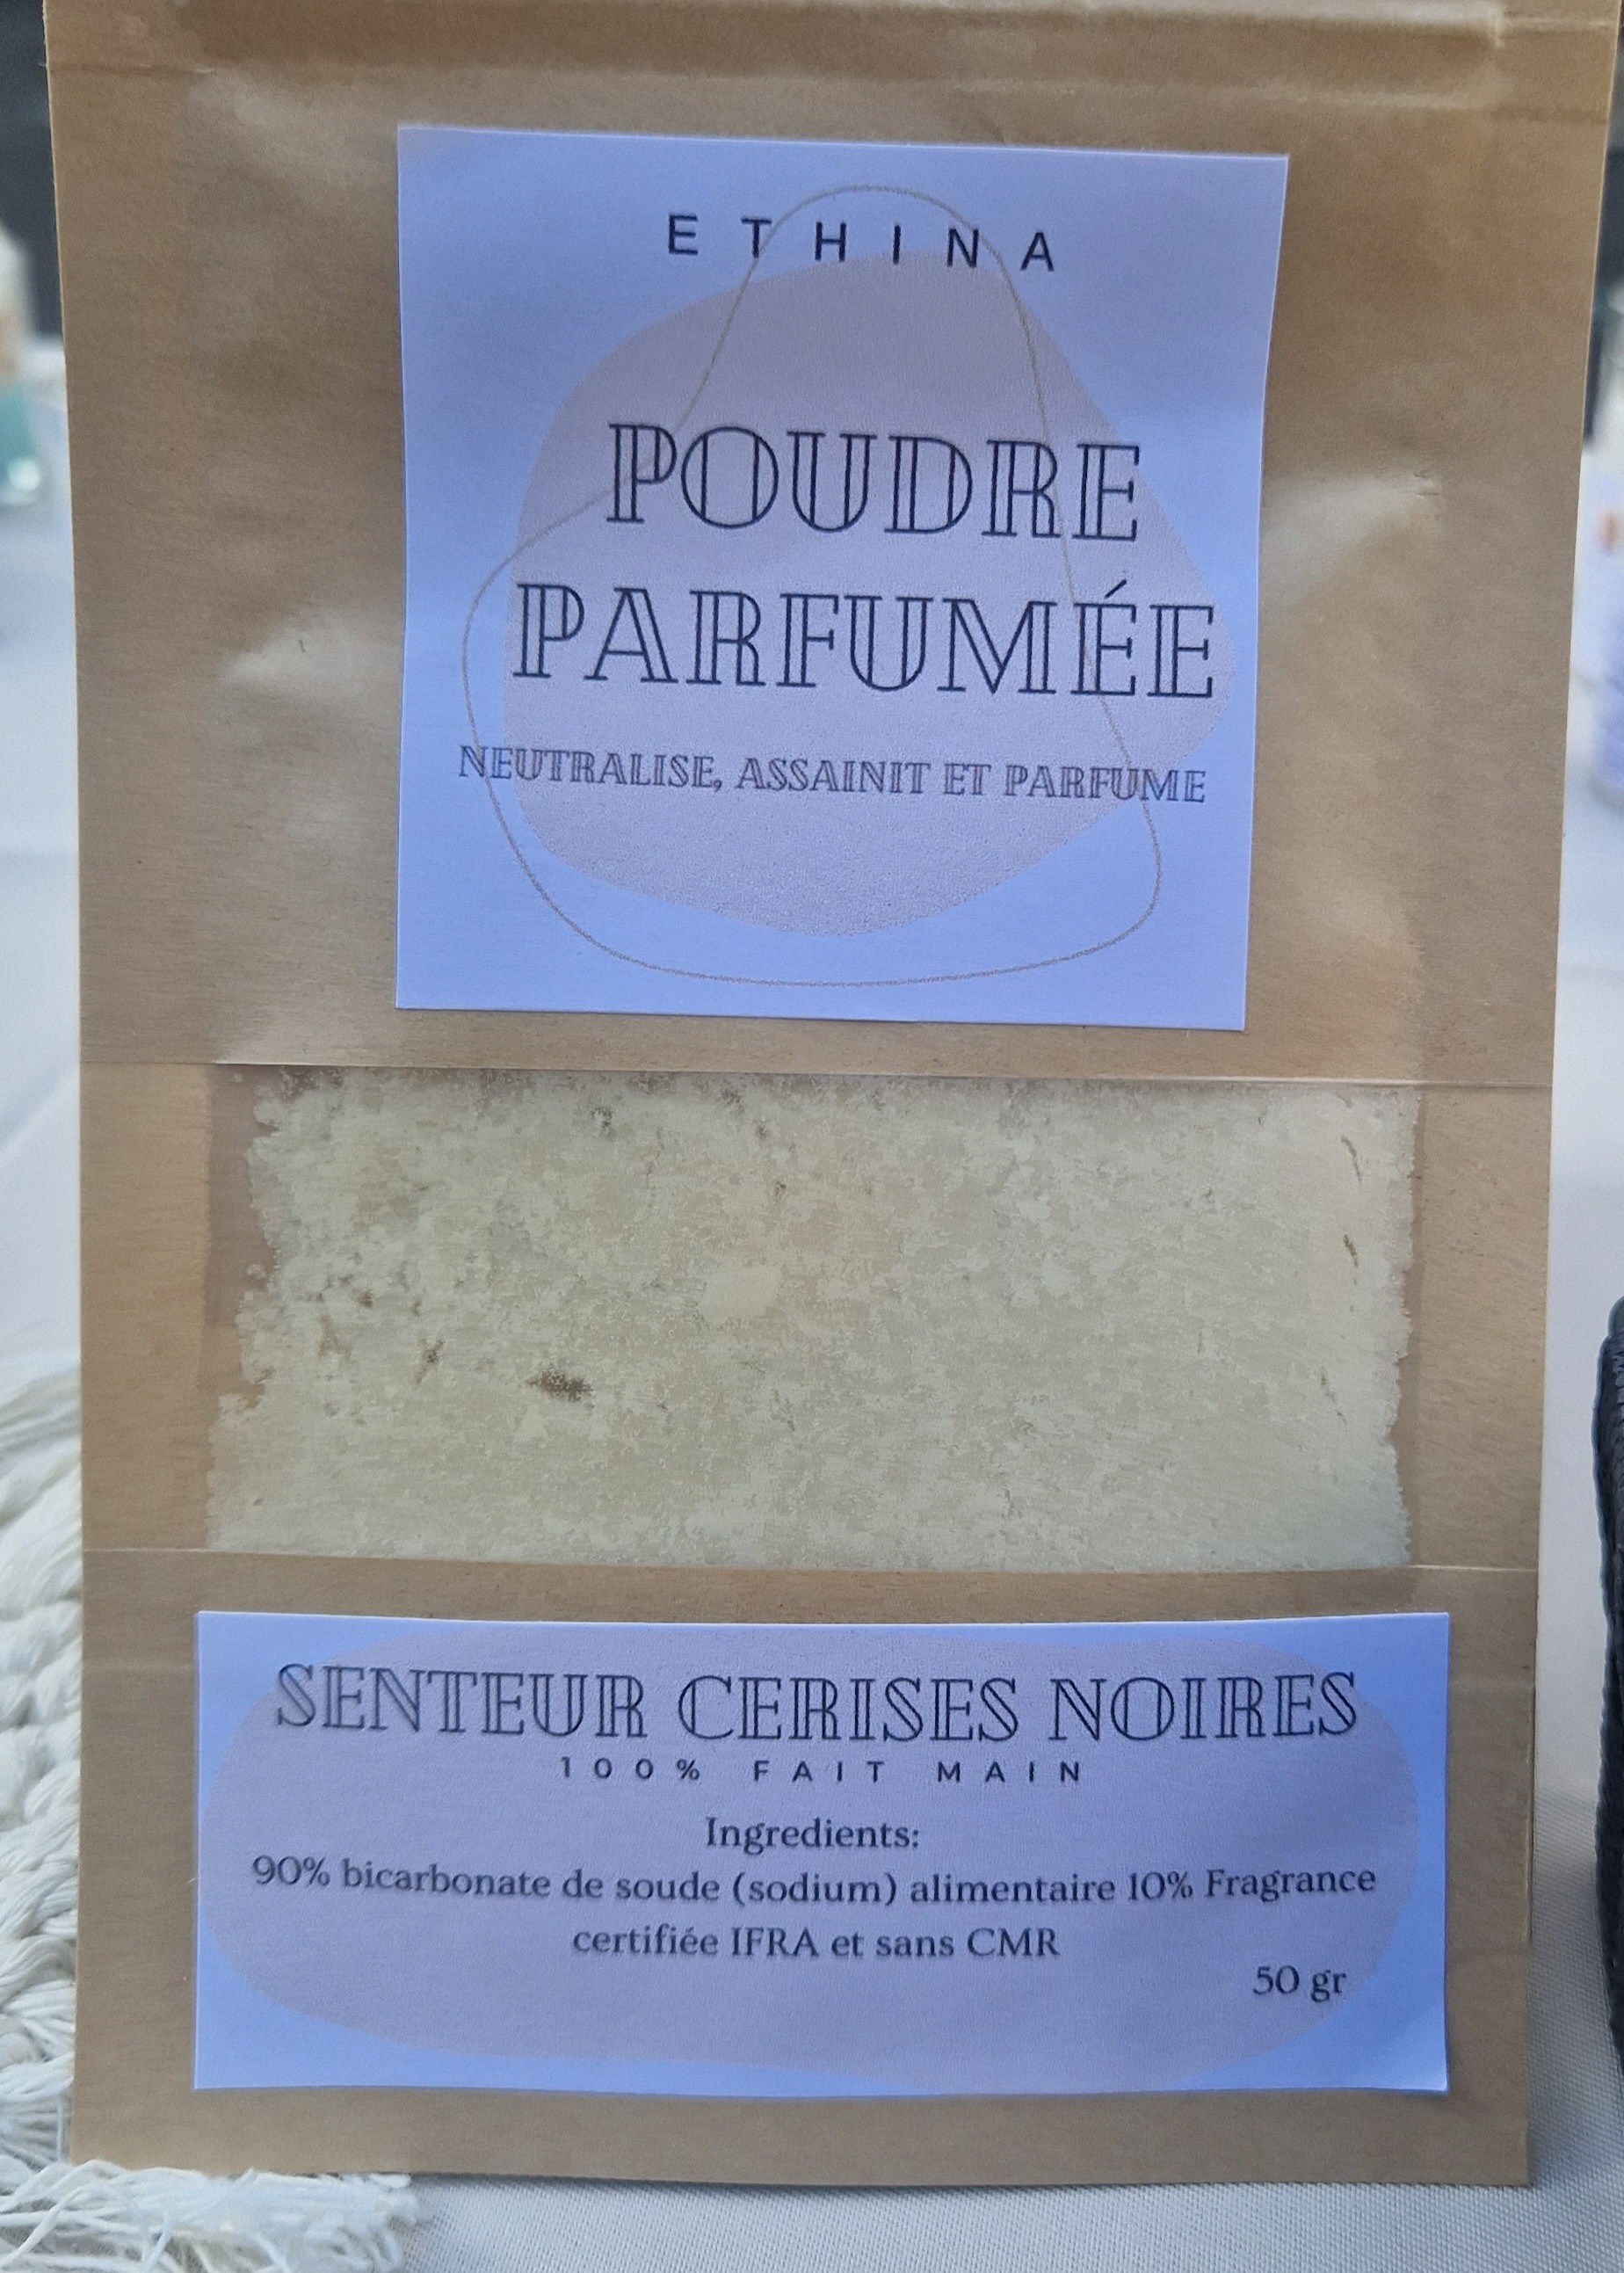 ETHINA
POUDRE
PARFUMÉE
NEUTRALISE, ASSAINIT ET PARFUME
SENTEUR CERISES NOIRES
100% FAIT MAIN
Ingredients:
90% bicarbonate de soude (sodium) alimentaire 10% Fragrance
certifiée IFRA et sans CMR
50 gr